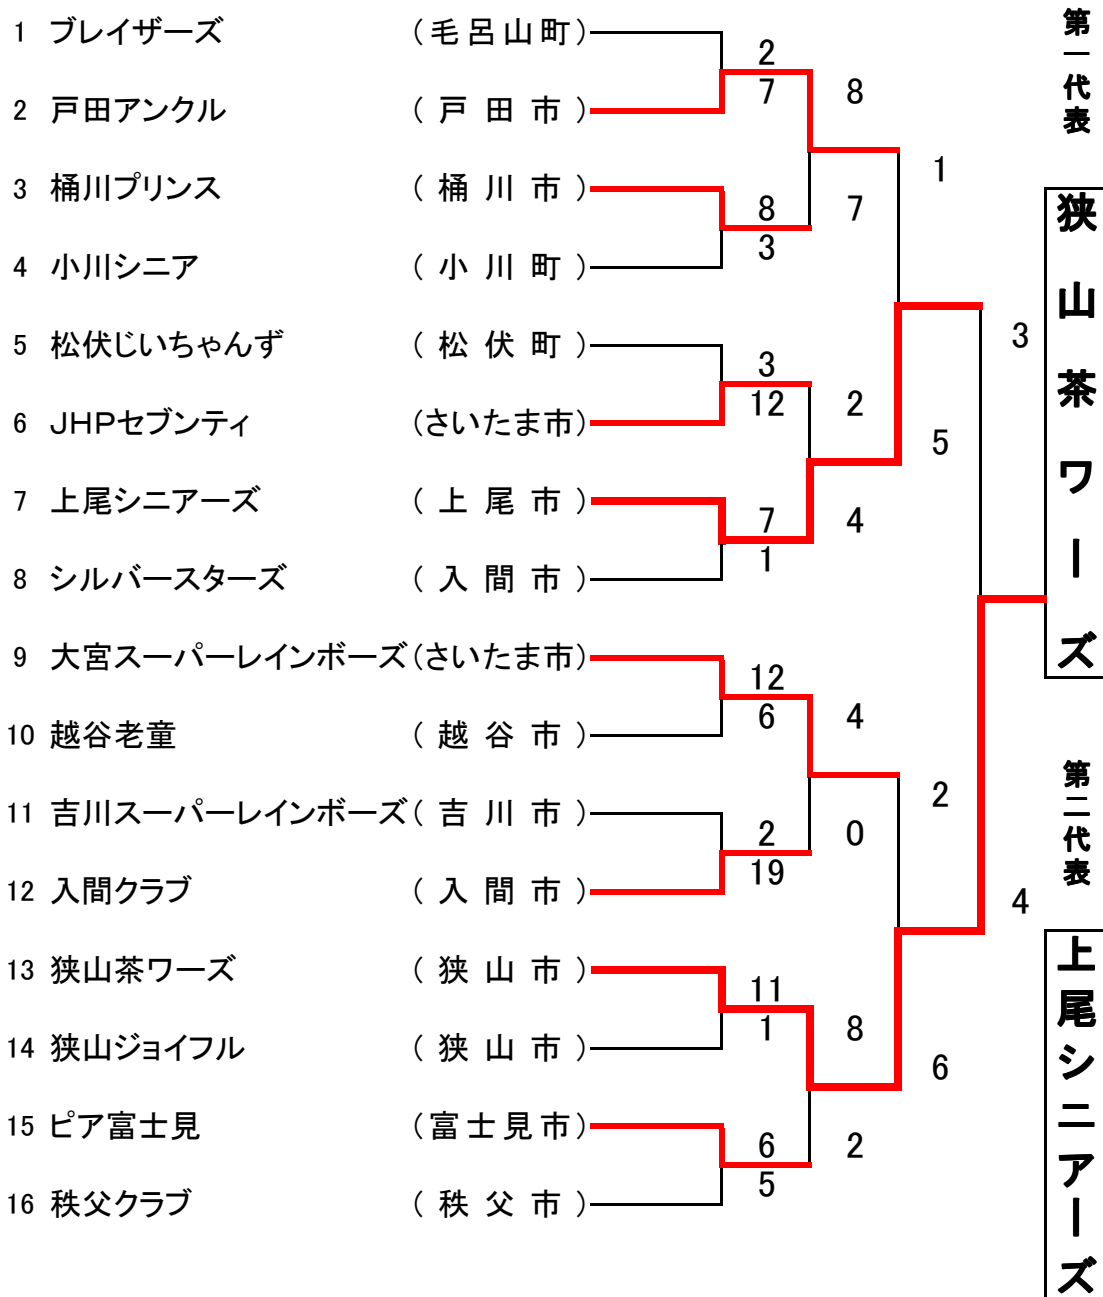 1 ブレイザーズ （毛呂山町）
2 戸田アンクル （ 戸 田 市 ）
3 桶川プリンス （ 桶 川 市 ）
4 小川シニア （ 小 川 町 ）
5 松伏じいちゃんず （ 松 伏 町 ）
6 JHPセブンティ （さいたま市）
7 上尾シニアーズ （ 上 尾 市 ）
8 シルバースターズ （ 入 間 市 ）
9 大宮スーパーレインボーズ （さいたま市）
10 越谷老童 （ 越 谷 市 ）
11 吉川スーパーレインボーズ （ 吉 川 市 ）
12 入間クラブ （ 入 間 市 ）
13 狭山茶ワーズ （ 狭 山 市 ）
14 狭山ジョイフル （ 狭 山 市 ）
15 ピア富士見 （富士見市）
16 秩父クラブ （ 秩 父 市 ）
2
7
8
3
3
12
7
1
12
6
2
19
11
1
6
5
8
7
2
4
4
0
8
2
1
5
2
6
3
4
第一代表
狭山茶ワーズ
第二代表
上尾シニアーズ